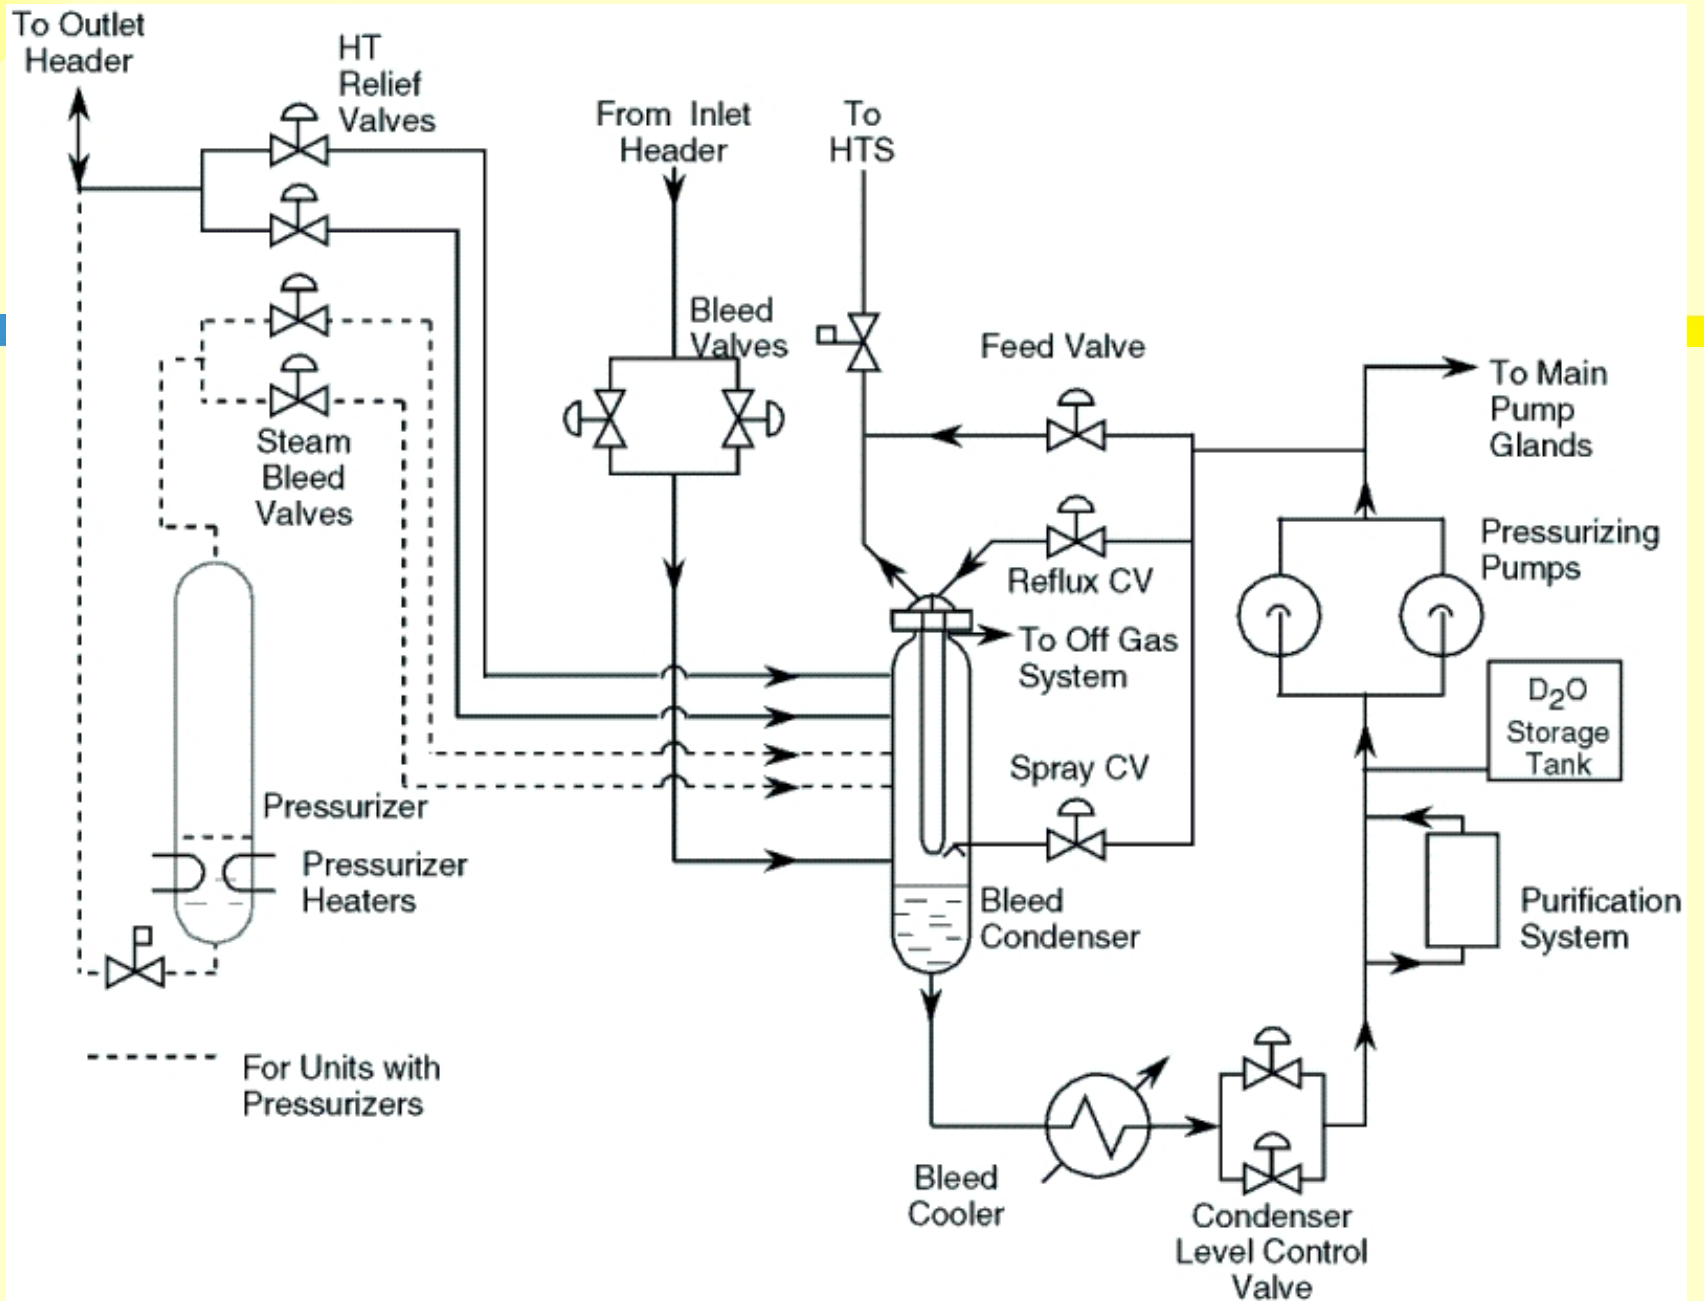 To Outlet
Header
HT
Relief
Valves
From Inlet
Header
To
HTS
Bleed
Valves
Feed Valve
To Main
Pump
Glands
Steam
Bleed
Valves
Reflux CV
Pressurizing
Pumps
To Off Gas
System
D2O
Storage
Tank
Spray CV
Pressurizer
Pressurizer
Heaters
Bleed
Condenser
Purification
System
For Units with
Pressurizers
Bleed
Cooler
Condenser
Level Control
Valve